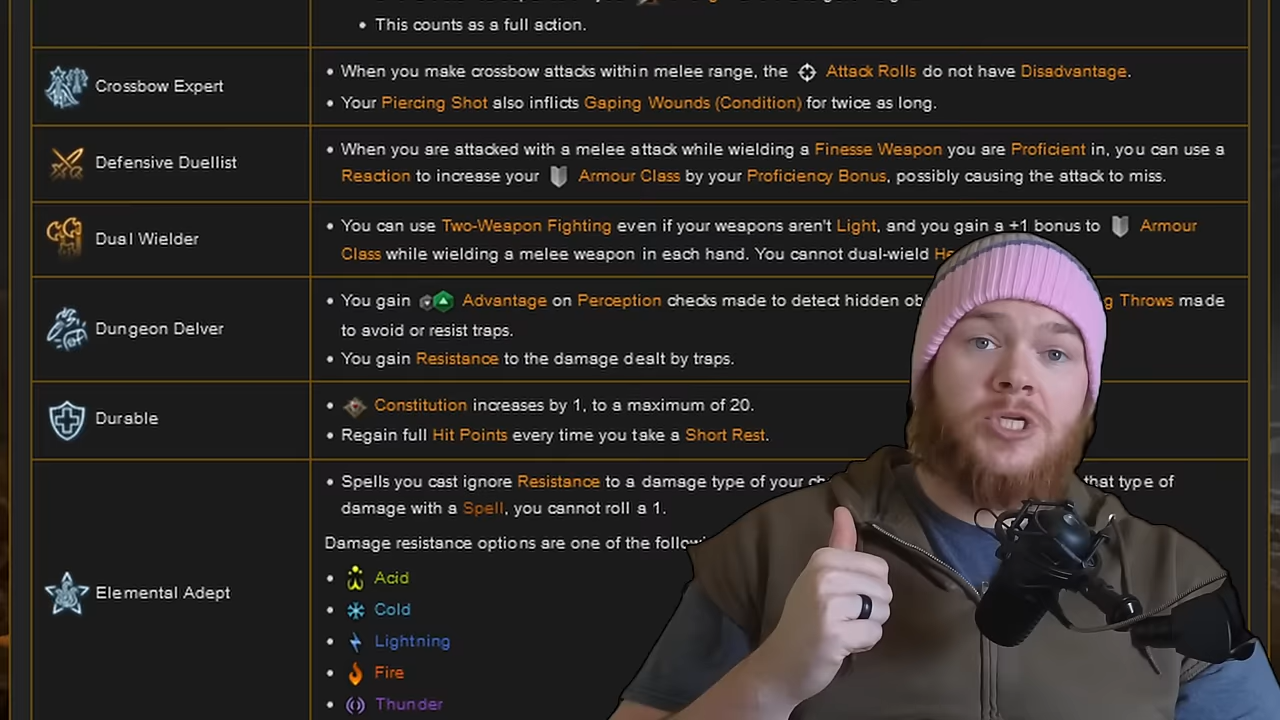 This counts as a full action.
Crossbow Expert
When you make crossbow attacks within melee range, the Attack Rolls do not have Disadvantage.
Your Piercing Shot also inflicts Gaping Wounds (Condition) for twice as long.
Defensive Duellist
When you are attacked with a melee attack while wielding a Finesse Weapon you are Proficient in, you can use a
Reaction to increase your Armour Class by your Proficiency Bonus, possibly causing the attack to miss.
Dual Wielder
You can use Two-Weapon Fighting even if your weapons aren't Light, and you gain a +1 bonus to Armour
Class while wielding a melee weapon in each hand. You cannot dual-wield
Dungeon Delver
You gain Advantage on Perception checks made to detect hidden Throws made
to avoid or resist traps.
You gain Resistance to the damage dealt by traps.
Durable
Constitution increases by 1, to a maximum of 20.
Regain full Hit Points every time you take a Short Rest.
Elemental Adept
Spells you cast ignore Resistance to a damage type of your that type of
damage with a Spell, you cannot roll a 1.
Damage resistance options are one of the
Acid
Cold
Lightning
Fire
Thunder